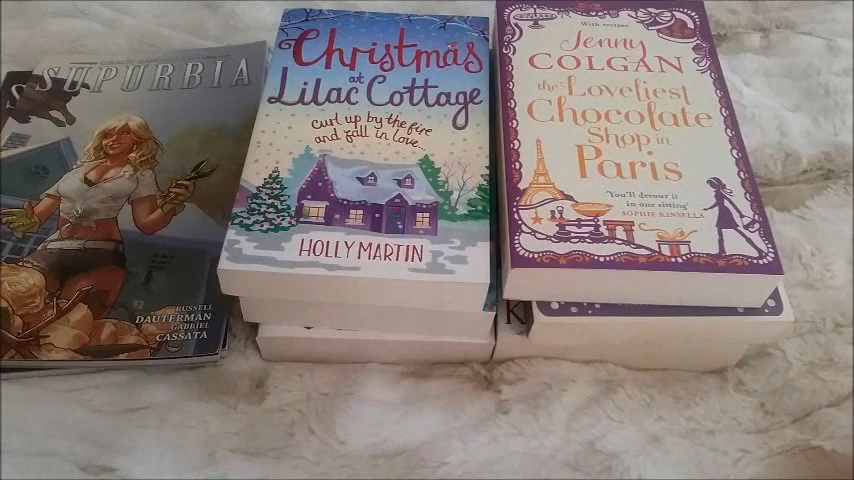 SUPURBIA
RUSSELL
DAUTERMAN
GABRIEL
CASSATA
Christmas
at
Lilac Cottage
curl up by the fire
and fall in love...
HOLLY MARTIN
With recipes
Jenny
COLGAN
the Loveliest
Chocolate
Shop in
Paris
'You'll devour it
in one sitting'
SOPHIE KINSELLA
K